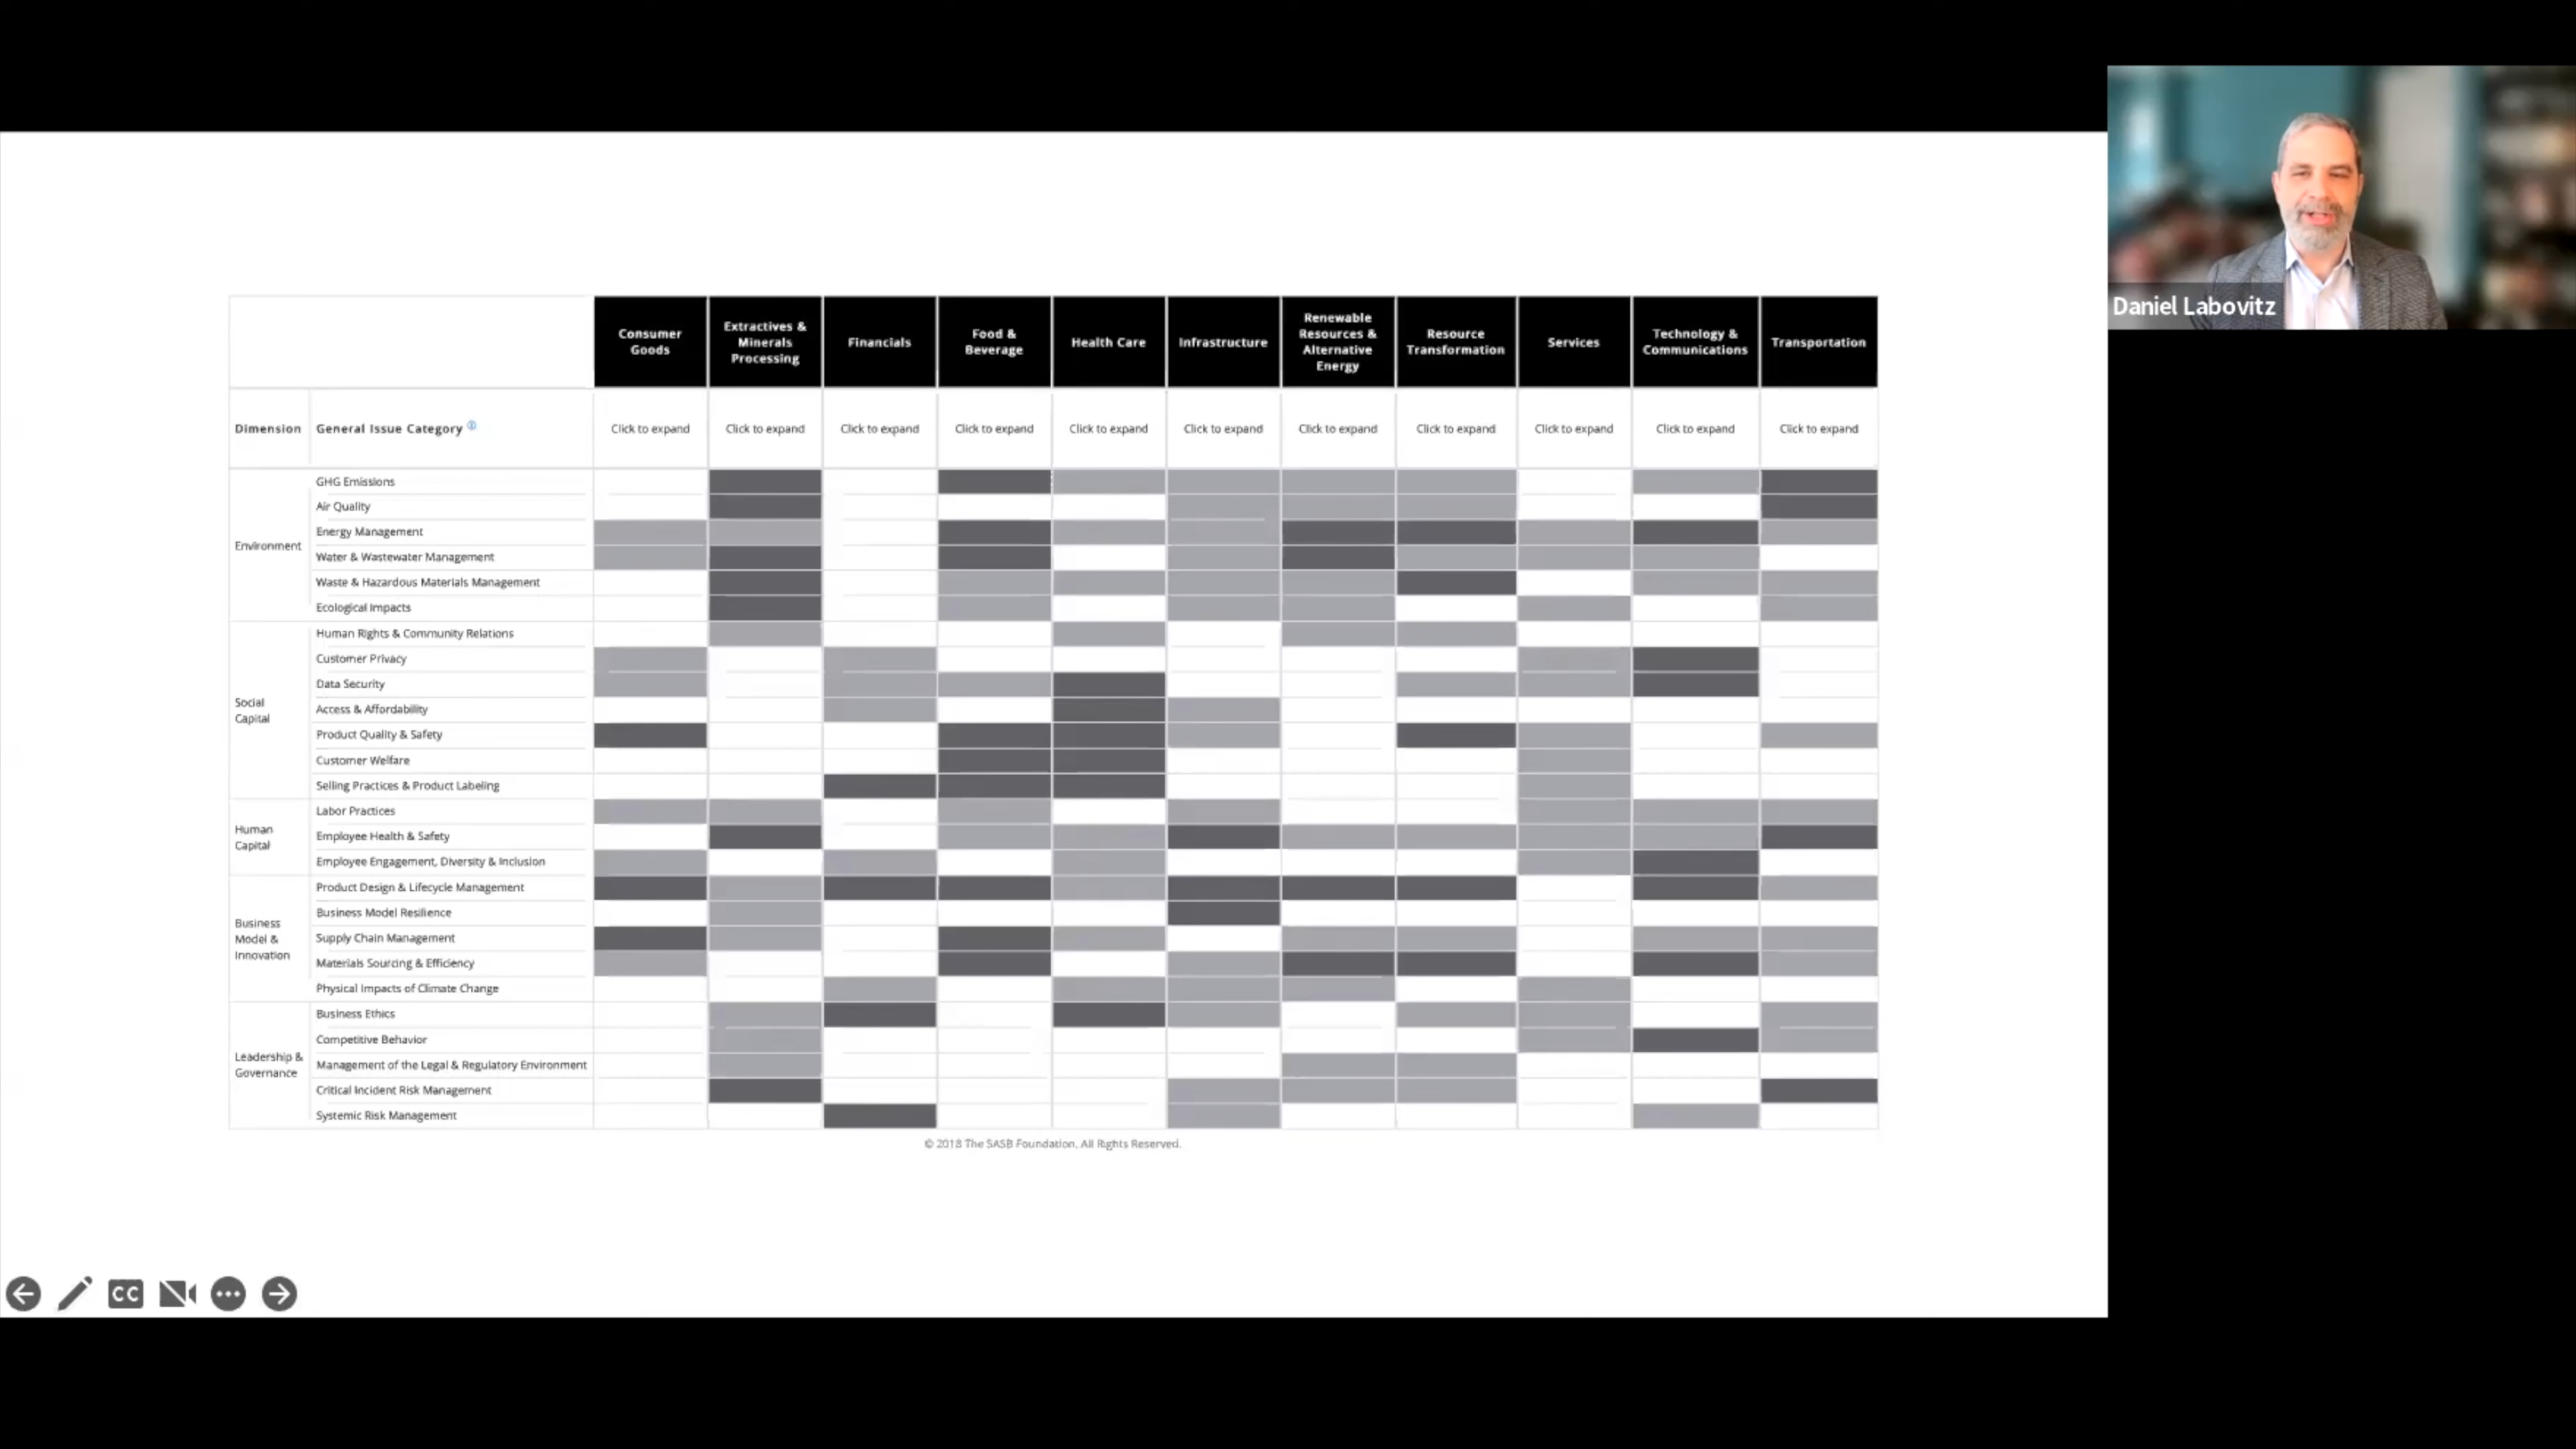 Daniel Labovitz
Consumer
Goods
Extractives &
Minerals
Processing
Financials
Food &
Beverage
Health Care
Infrastructure
Renewable
Resources &
Alternative
Energy
Resource
Transformation
Services
Technology &
Communications
Transportation
Dimension
General Issue Category
Click to expand
Click to expand
Click to expand
Click to expand
Click to expand
Click to expand
Click to expand
Click to expand
Click to expand
Click to expand
Click to expand
Environment
GHG Emissions
Air Quality
Energy Management
Water & Wastewater Management
Waste & Hazardous Materials Management
Ecological Impacts
Social
Capital
Human Rights & Community Relations
Customer Privacy
Data Security
Access & Affordability
Product Quality & Safety
Customer Welfare
Selling Practices & Product Labeling
Human
Capital
Labor Practices
Employee Health & Safety
Employee Engagement, Diversity & Inclusion
Business
Model &
Innovation
Product Design & Lifecycle Management
Business Model Resilience
Supply Chain Management
Materials Sourcing & Efficiency
Physical Impacts of Climate Change
Leadership &
Governance
Business Ethics
Competitive Behavior
Management of the Legal & Regulatory Environment
Critical Incident Risk Management
Systemic Risk Management
© 2018 The SASB Foundation. All Rights Reserved.
CC